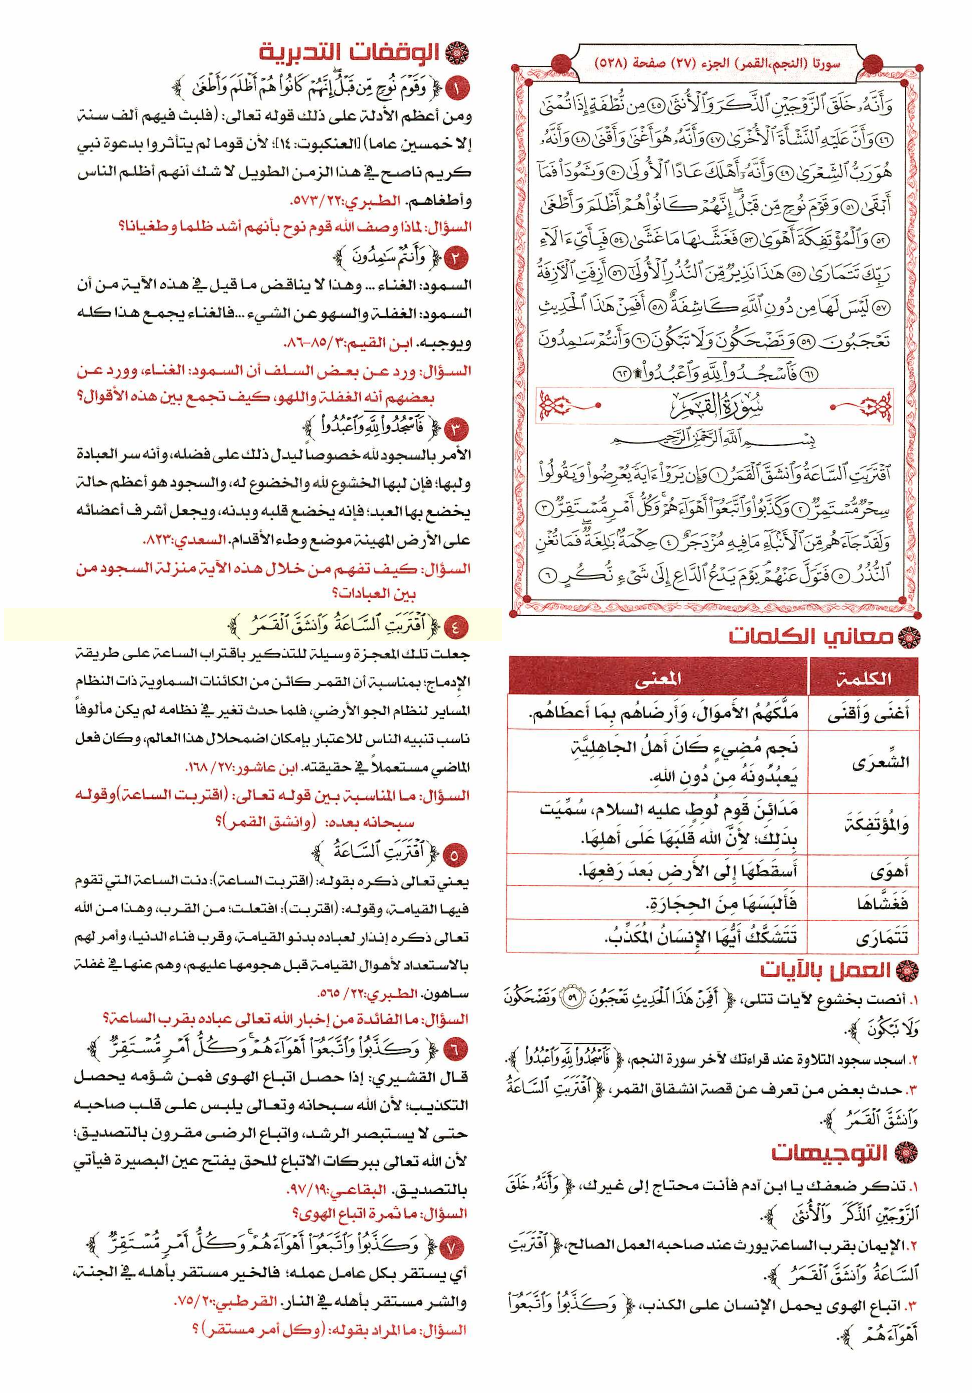 سورتا (النجم،القمر) الجزء (٢٧) صفحة (٥٢٨)
وَأَنَّهُۥ خَلَقَ ٱلزَّوْجَيْنِ ٱلذَّكَرَ وَٱلْأُنثَىٰ ٤٥ مِن نُّطْفَةٍ إِذَا تُمْنَىٰ
٤٦ وَأَنَّ عَلَيْهِ ٱلنَّشْأَةَ ٱلْأُخْرَىٰ ٤٧ وَأَنَّهُۥ هُوَ أَغْنَىٰ وَأَقْنَىٰ ٤٨ وَأَنَّهُۥ
هُوَ رَبُّ ٱلشِّعْرَىٰ ٤٩ وَأَنَّهُۥٓ أَهْلَكَ عَادًا ٱلْأُولَىٰ ٥٠ وَثَمُودَا۟ فَمَآ
أَبْقَىٰ ٥١ وَقَوْمَ نُوحٍ مِّن قَبْلُ ۖ إِنَّهُمْ كَانُوا۟ هُمْ أَظْلَمَ وَأَطْغَىٰ
٥٢ وَٱلْمُؤْتَفِكَةَ أَهْوَىٰ ٥٣ فَغَشَّىٰهَا مَا غَشَّىٰ ٥٤ فَبِأَىِّ ءَالَآءِ
رَبِّكَ تَتَمَارَىٰ ٥٥ هَٰذَا نَذِيرٌ مِّنَ ٱلنُّذُرِ ٱلْأُولَىٰٓ ٥٦ أَزِفَتِ ٱلْءَازِفَةُ
٥٧ لَيْسَ لَهَا مِن دُونِ ٱللَّهِ كَاشِفَةٌ ٥٨ أَفَمِنْ هَٰذَا ٱلْحَدِيثِ
تَعْجَبُونَ ٥٩ وَتَضْحَكُونَ وَلَا تَبْكُونَ ٦٠ وَأَنتُمْ سَٰمِدُونَ
٦١ فَٱسْجُدُوا۟ لِلَّهِ وَٱعْبُدُوا۟ ۩ ٦٢
سُورَةُ القَمَرِ
بِسْمِ ٱللَّهِ ٱلرَّحْمَٰنِ ٱلرَّحِيمِ
ٱقْتَرَبَتِ ٱلسَّاعَةُ وَٱنشَقَّ ٱلْقَمَرُ ١ وَإِن يَرَوْا۟ ءَايَةً يُعْرِضُوا۟ وَيَقُولُوا۟
سِحْرٌ مُّسْتَمِرٌّ ٢ وَكَذَّبُوا۟ وَٱتَّبَعُوٓا۟ أَهْوَآءَهُمْ ۚ وَكُلُّ أَمْرٍ مُّسْتَقِرٌّ ٣
وَلَقَدْ جَآءَهُم مِّنَ ٱلْأَنۢبَآءِ مَا فِيهِ مُزْدَجَرٌ ٤ حِكْمَةٌۢ بَٰلِغَةٌ ۖ فَمَا تُغْنِ
ٱلنُّذُرُ ٥ فَتَوَلَّ عَنْهُمْ ۘ يَوْمَ يَدْعُ ٱلدَّاعِ إِلَىٰ شَىْءٍ نُّكُرٍ ٦
معاني الكلمات
الكلمة المعنى
أَغنَى وَأَقنَى مَلَّكَهُمُ الأَموَالَ، وَأَرضَاهُم بِمَا أَعطَاهُم.
الشِّعرَى نَجم مُضِيءٍ كَانَ أَهلُ الجَاهِلِيَّةِ
يَعبُدُونَهُ مِن دُونِ اللهِ.
وَالمُؤتَفِكَةَ مَدَائِنَ قَومِ لُوطٍ عليه السلام، سُمِّيَت
بِذَلِكَ؛ لأَنَّ الله قَلَبَهَا عَلَى أَهلِهَا.
أَهوَى أَسقَطَهَا إِلَى الأَرضِ بَعدَ رَفعِهَا.
فَغَشَّاهَا فَأَلبَسَهَا مِنَ الحِجَارَةِ.
تَتَمَارَى تَتَشَكَّكُ أَيُّهَا الإِنسَانُ المُكَذِّبُ.
العمل بالآيات
١. أنصت بخشوع لآيات تتلى، ﴿ أَفَمِنْ هَٰذَا ٱلْحَدِيثِ تَعْجَبُونَ ٥٩ وَتَضْحَكُونَ
وَلَا تَبْكُونَ ﴾.
٢. اسجد سجود التلاوة عند قراءتك لآخر سورة النجم، ﴿ فَٱسْجُدُوا۟ لِلَّهِ وَٱعْبُدُوا۟ ﴾.
٣. حدث بعض من تعرف عن قصة انشقاق القمر، ﴿ ٱقْتَرَبَتِ ٱلسَّاعَةُ
وَٱنشَقَّ ٱلْقَمَرُ ﴾.
التوجيهات
١. تذكر ضعفك يا ابن آدم فأنت محتاج إلى غيرك، ﴿ وَأَنَّهُۥ خَلَقَ
ٱلزَّوْجَيْنِ ٱلذَّكَرَ وَٱلْأُنثَىٰ ﴾.
٢. الإيمان بقرب الساعة يورث عند صاحبه العمل الصالح، ﴿ ٱقْتَرَبَتِ
ٱلسَّاعَةُ وَٱنشَقَّ ٱلْقَمَرُ ﴾.
٣. اتباع الهوى يحمل الإنسان على الكذب، ﴿ وَكَذَّبُوا۟ وَٱتَّبَعُوٓا۟
أَهْوَآءَهُمْ ﴾.
الوقفات التدبرية
١ ﴿ وَقَوْمَ نُوحٍ مِّن قَبْلُ ۖ إِنَّهُمْ كَانُوا۟ هُمْ أَظْلَمَ وَأَطْغَىٰ ﴾
ومن أعظم الأدلة على ذلك قوله تعالى: (فلبث فيهم ألف سنة
إلا خمسين عاما) [العنكبوت: ١٤]؛ لأن قوما لم يتأثروا بدعوة نبي
كريم ناصح في هذا الزمن الطويل لا شك أنهم أظلم الناس
وأطغاهم. الطبري:٥٧٣/٢٢.
السؤال: لماذا وصف الله قوم نوح بأنهم أشد ظلما وطغيانا؟
٢ ﴿ وَأَنتُمْ سَٰمِدُونَ ﴾
السمود: الغناء ... وهذا لا يناقض ما قيل في هذه الآية من أن
السمود: الغفلة والسهو عن الشيء ...فالغناء يجمع هذا كله
ويوجبه. ابن القيم:٨٥/٣–٨٦.
السؤال: ورد عن بعض السلف أن السمود: الغناء، وورد عن
بعضهم أنه الغفلة واللهو، كيف تجمع بين هذه الأقوال؟
٣ ﴿ فَٱسْجُدُوا۟ لِلَّهِ وَٱعْبُدُوا۟ ﴾
الأمر بالسجود لله خصوصاً ليدل ذلك على فضله، وأنه سر العبادة
ولبها؛ فإن لبها الخشوع لله والخضوع له، والسجود هو أعظم حالة
يخضع بها العبد؛ فإنه يخضع قلبه وبدنه، ويجعل أشرف أعضائه
على الأرض المهينة موضع وطء الأقدام. السعدي:٨٢٣.
السؤال: كيف تفهم من خلال هذه الآية منزلة السجود من
بين العبادات؟
٤ ﴿ ٱقْتَرَبَتِ ٱلسَّاعَةُ وَٱنشَقَّ ٱلْقَمَرُ ﴾
جعلت تلك المعجزة وسيلة للتذكير باقتراب الساعة على طريقة
الإدماج؛ بمناسبة أن القمر كائن من الكائنات السماوية ذات النظام
المساير لنظام الجو الأرضي، فلما حدث تغير في نظامه لم يكن مألوفاً
ناسب تنبيه الناس للاعتبار بإمكان اضمحلال هذا العالم، وكان فعل
الماضي مستعملاً في حقيقته. ابن عاشور:١٦٨/٢٧.
السؤال: ما المناسبة بين قوله تعالى: (اقتربت الساعة)وقوله
سبحانه بعده: (وانشق القمر)؟
٥ ﴿ ٱقْتَرَبَتِ ٱلسَّاعَةُ ﴾
يعني تعالى ذكره بقوله: (اقتربت الساعة): دنت الساعة التي تقوم
فيها القيامة، وقوله: (اقتربت): افتعلت؛ من القرب، وهذا من الله
تعالى ذكره إنذار لعباده بدنو القيامة، وقرب فناء الدنيا، وأمر لهم
بالاستعداد لأهوال القيامة قبل هجومها عليهم، وهم عنها في غفلة
ساهون. الطبري:٥٦٥/٢٢.
السؤال: ما الفائدة من إخبار الله تعالى عباده بقرب الساعة؟
٦ ﴿ وَكَذَّبُوا۟ وَٱتَّبَعُوٓا۟ أَهْوَآءَهُمْ ۚ وَكُلُّ أَمْرٍ مُّسْتَقِرٌّ ﴾
قال القشيري: إذا حصل اتباع الهوى فمن شؤمه يحصل
التكذيب؛ لأن الله سبحانه وتعالى يلبس على قلب صاحبه
حتى لا يستبصر الرشد، واتباع الرضى مقرون بالتصديق؛
لأن الله تعالى ببركات الاتباع للحق يفتح عين البصيرة فيأتي
بالتصديق. البقاعي:٩٧/١٩.
السؤال: ما ثمرة اتباع الهوى؟
٧ ﴿ وَكَذَّبُوا۟ وَٱتَّبَعُوٓا۟ أَهْوَآءَهُمْ ۚ وَكُلُّ أَمْرٍ مُّسْتَقِرٌّ ﴾
أي يستقر بكل عامل عمله؛ فالخير مستقر بأهله في الجنة،
والشر مستقر بأهله في النار. القرطبي:٧٥/٢٠.
السؤال: ما المراد بقوله: (وكل أمر مستقر)؟